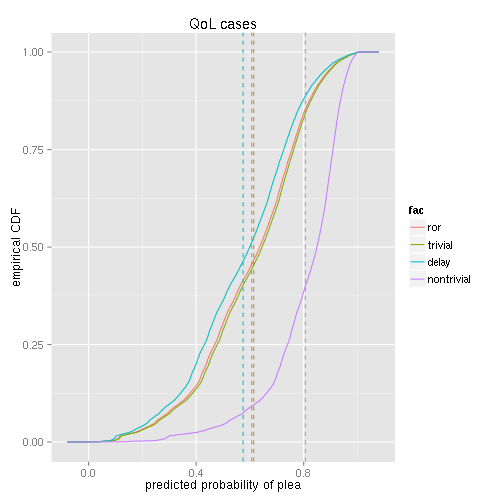 QoL cases
1.00
0.75
0.50
0.25
0.00
empirical CDF
0.0 0.4 0.8
predicted probability of plea
fac
ror
trivial
delay
nontrivial